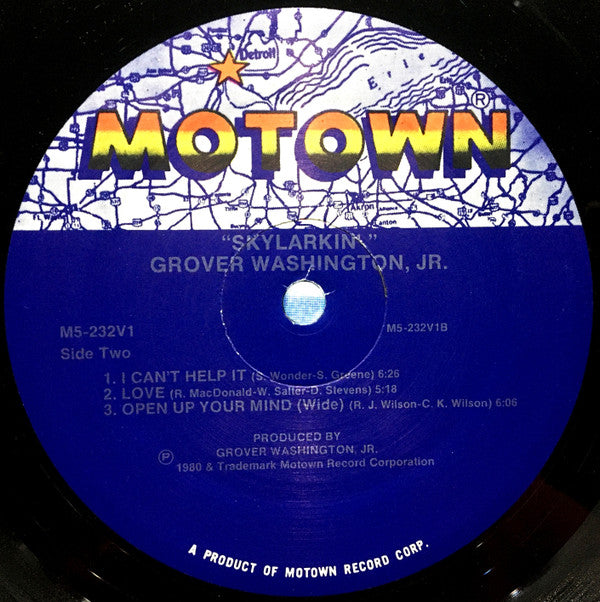 Detroit
Erie
MOTOWN®
Akron
Canton
"SKYLARKIN'"
GROVER WASHINGTON, JR.
M5-232V1
M5-232V1B
Side Two
1. I CAN'T HELP IT (S. Wonder-S. Greene) 6:26
2. LOVE (R. MacDonald-W. Salter-D. Stevens) 5:18
3. OPEN UP YOUR MIND (Wide) (R. J. Wilson-C. K. Wilson) 6:06
PRODUCED BY
GROVER WASHINGTON, JR.
℗ 1980 & Trademark Motown Record Corporation
A PRODUCT OF MOTOWN RECORD CORP.